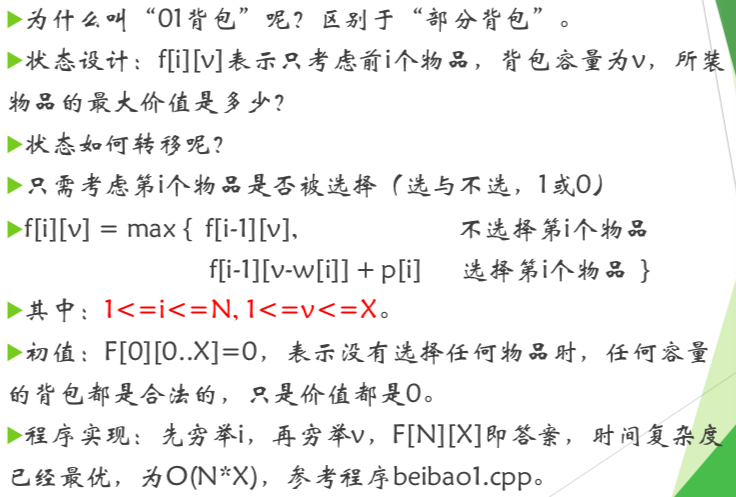 ▶为什么叫“01背包”呢？区别于“部分背包”。
▶状态设计：f[i][v]表示只考虑前i个物品，背包容量为v，所装
物品的最大价值是多少？
▶状态如何转移呢？
▶只需考虑第i个物品是否被选择（选与不选，1或0）
▶f[i][v] = max { f[i-1][v], 不选择第i个物品
f[i-1][v-w[i]] + p[i] 选择第i个物品 }
▶其中：1<=i<=N, 1<=v<=X。
▶初值：F[0][0..X]=0，表示没有选择任何物品时，任何容量
的背包都是合法的，只是价值都是0。
▶程序实现：先穷举i，再穷举v，F[N][X]即答案，时间复杂度
已经最优，为O(N*X)，参考程序beibao1.cpp。